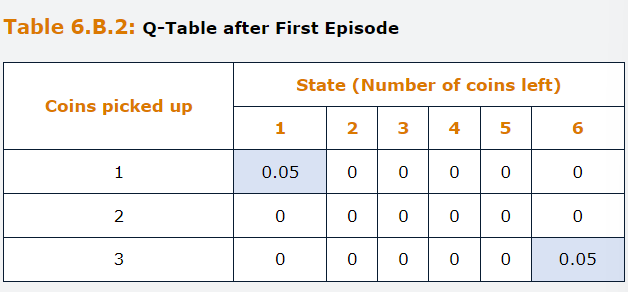 Table 6.B.2: Q-Table after First Episode
State (Number of coins left)
Coins picked up
1 2 3 4 5 6
1 0.05 0 0 0 0 0
2 0 0 0 0 0 0
3 0 0 0 0 0 0.05